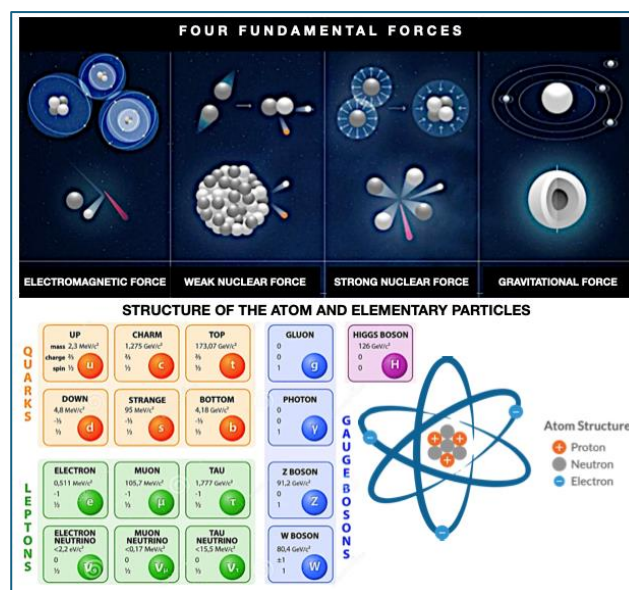 FOUR FUNDAMENTAL FORCES
ELECTROMAGNETIC FORCE
WEAK NUCLEAR FORCE
STRONG NUCLEAR FORCE
GRAVITATIONAL FORCE
STRUCTURE OF THE ATOM AND ELEMENTARY PARTICLES
QUARKS
UP
mass 2,3 MeV/c²
charge ⅔
spin ½
u
CHARM
1,275 GeV/c²
⅔
½
c
TOP
173,07 GeV/c²
⅔
½
t
GLUON
0
0
1
g
HIGGS BOSON
126 GeV/c²
0
0
H
DOWN
4,8 MeV/c²
-⅓
½
d
STRANGE
95 MeV/c²
-⅓
½
s
BOTTOM
4,18 GeV/c²
-⅓
½
b
PHOTON
0
0
1
γ
GAUGE BOSONS
LEPTONS
ELECTRON
0,511 MeV/c²
-1
½
e
MUON
105,7 MeV/c²
-1
½
μ
TAU
1,777 GeV/c²
-1
½
τ
Z BOSON
91,2 GeV/c²
0
1
Z
ELECTRON
NEUTRINO
<2,2 eV/c²
0
½
νe
MUON
NEUTRINO
<0,17 MeV/c²
0
½
νμ
TAU
NEUTRINO
<15,5 MeV/c²
0
½
ντ
W BOSON
80,4 GeV/c²
±1
1
W
Atom Structure:
Proton
Neutron
Electron